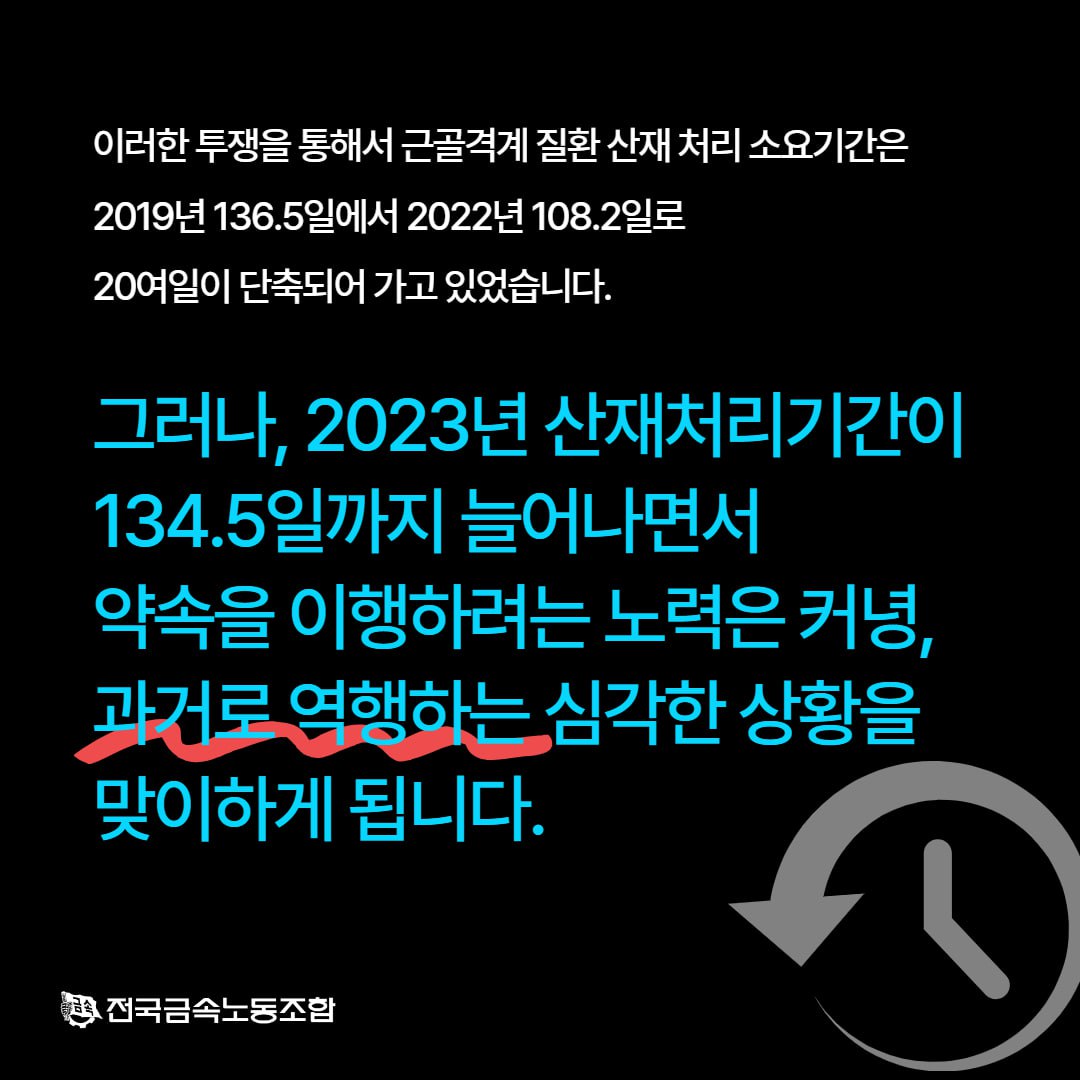 이러한 투쟁을 통해서 근골격계 질환 산재 처리 소요기간은
2019년 136.5일에서 2022년 108.2일로
20여일이 단축되어 가고 있었습니다.
그러나, 2023년 산재처리기간이
134.5일까지 늘어나면서
약속을 이행하려는 노력은 커녕,
과거로 역행하는 심각한 상황을
맞이하게 됩니다.
금속
전국금속노동조합